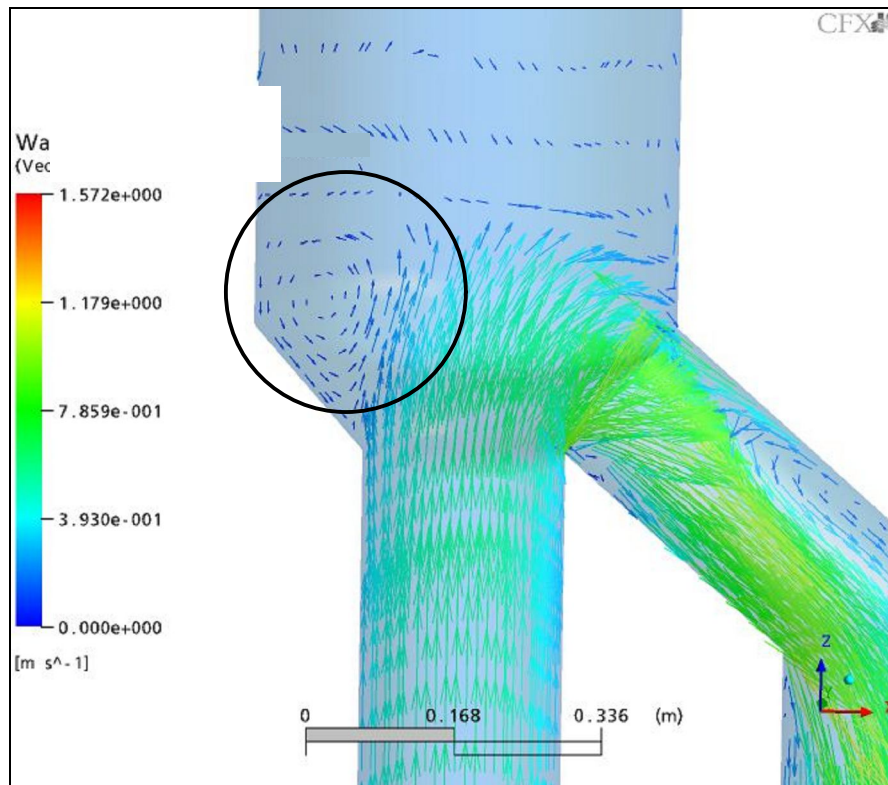 CFX
Wa
(Vec
1.572e+000
1.179e+000
7.859e-001
3.930e-001
0.000e+000
[m s^-1]
0 0.168 0.336 (m)
Z
Y
X